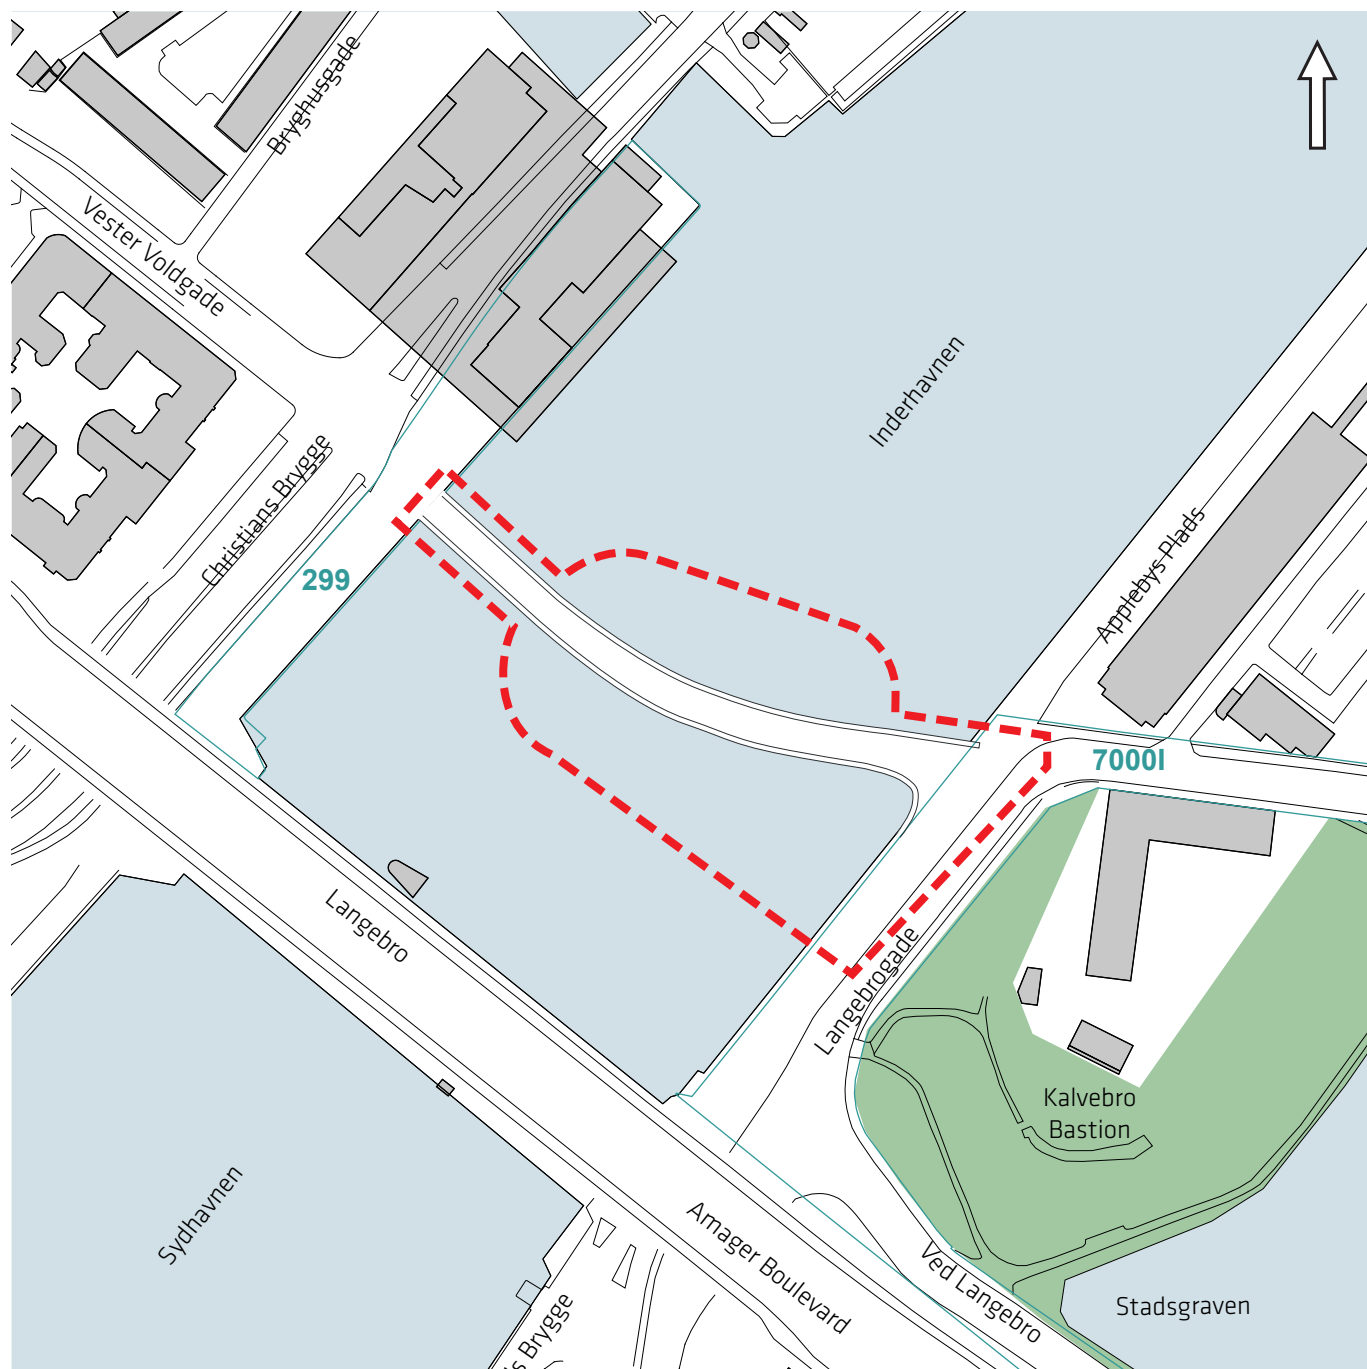 Bryghusgade
Vester Voldgade
Inderhavnen
Christians Brygge
299
Applebys Plads
7000l
Langebro
Langebrogade
Kalvebro
Bastion
Sydhavnen
Amager Boulevard
Ved Langebro
Stadsgraven
s Brygge